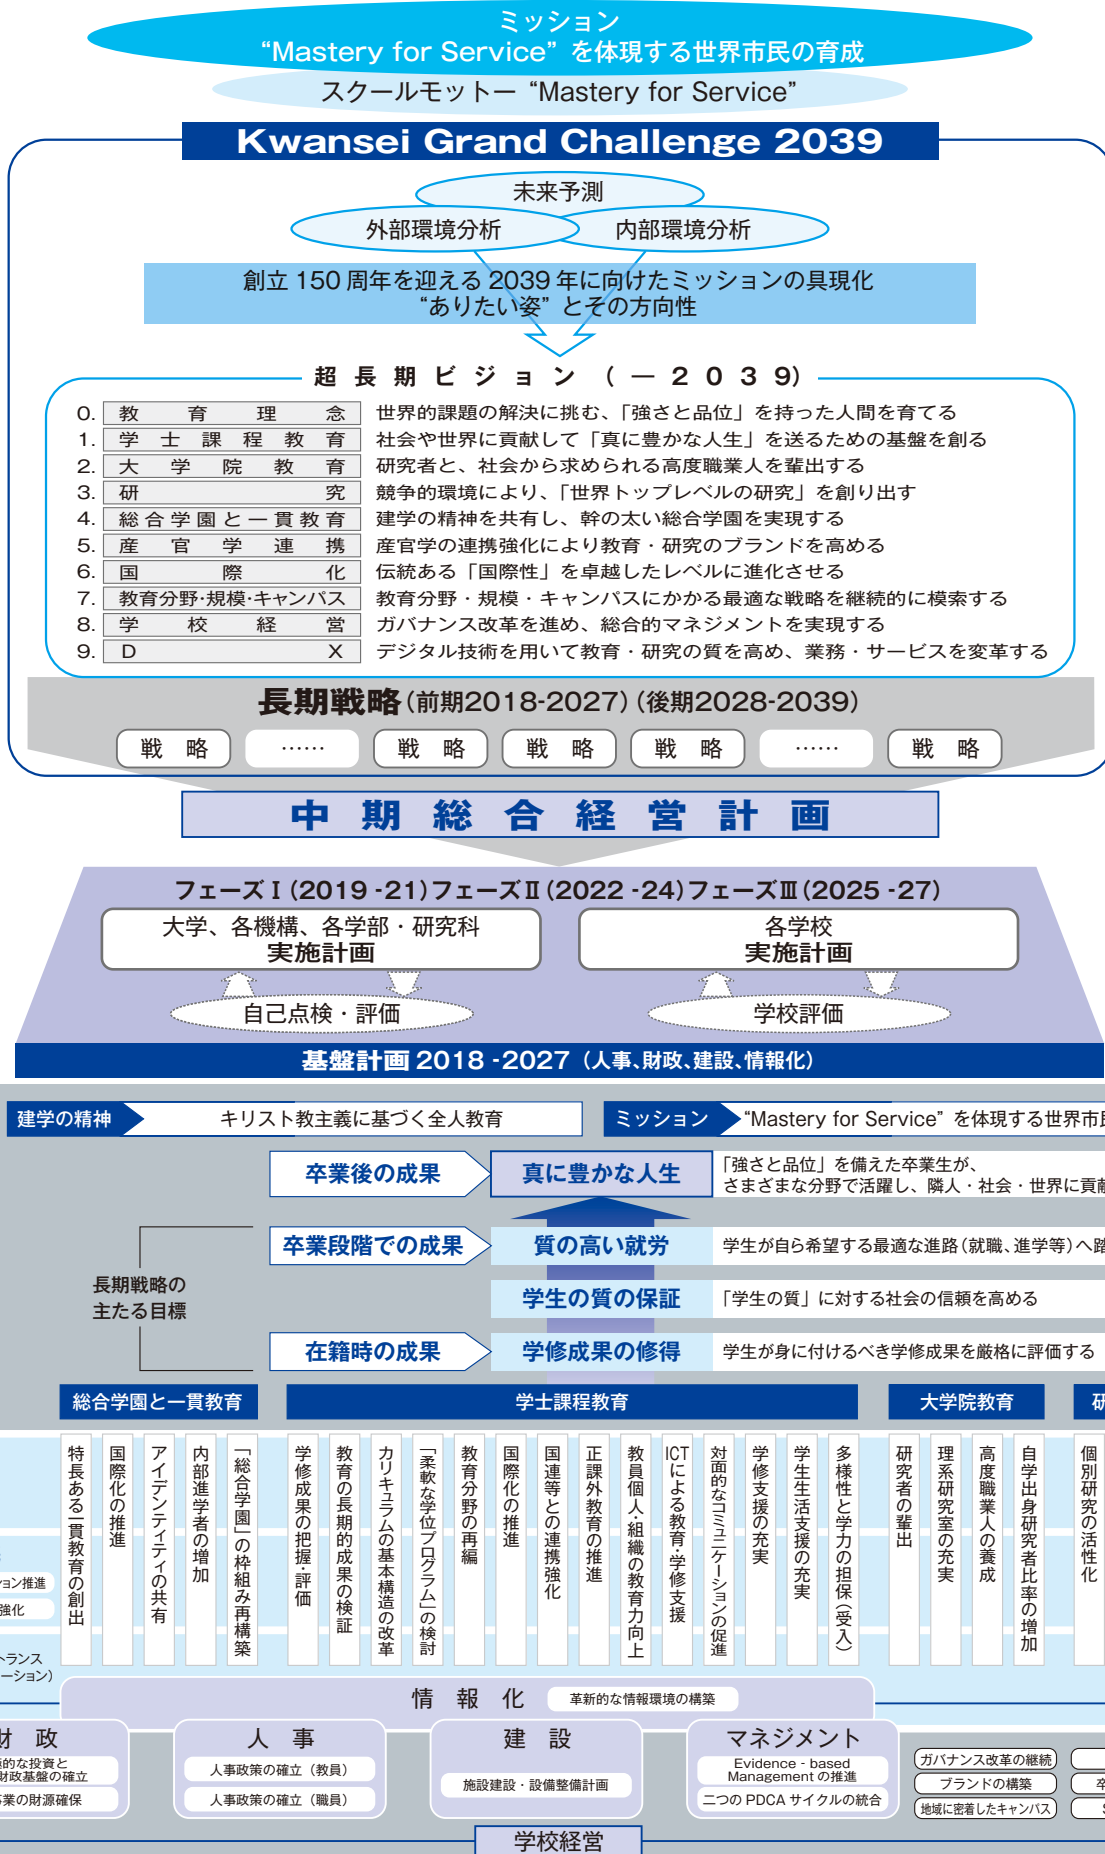 ミッション
“Mastery for Service” を体現する世界市民の育成
スクールモットー “Mastery for Service”
Kwansei Grand Challenge 2039
未来予測
外部環境分析 内部環境分析
創立 150 周年を迎える 2039 年に向けたミッションの具現化
“ありたい姿” とその方向性
超長期ビジョン(―2039)
0. 教育理念 世界的課題の解決に挑む、「強さと品位」を持った人間を育てる
1. 学士課程教育 社会や世界に貢献して「真に豊かな人生」を送るための基盤を創る
2. 大学院教育 研究者と、社会から求められる高度職業人を輩出する
3. 研究 競争的環境により、「世界トップレベルの研究」を創り出す
4. 総合学園と一貫教育 建学の精神を共有し、幹の太い総合学園を実現する
5. 産官学連携 産官学の連携強化により教育・研究のブランドを高める
6. 国際化 伝統ある「国際性」を卓越したレベルに進化させる
7. 教育分野・規模・キャンパス 教育分野・規模・キャンパスにかかる最適な戦略を継続的に模索する
8. 学校経営 ガバナンス改革を進め、総合的マネジメントを実現する
9. DX デジタル技術を用いて教育・研究の質を高め、業務・サービスを変革する
長期戦略(前期2018-2027)(後期2028-2039)
戦略 …… 戦略 戦略 戦略 …… 戦略
中期総合経営計画
フェーズⅠ(2019 -21)フェーズⅡ(2022 -24)フェーズⅢ(2025 -27)
大学、各機構、各学部・研究科
実施計画
各学校
実施計画
自己点検・評価
学校評価
基盤計画 2018 -2027(人事、財政、建設、情報化)
建学の精神 キリスト教主義に基づく全人教育
ミッション “Mastery for Service” を体現する世界市
卒業後の成果 真に豊かな人生
「強さと品位」を備えた卒業生が、
さまざまな分野で活躍し、隣人・社会・世界に貢献
卒業段階での成果 質の高い就労 学生が自ら希望する最適な進路(就職、進学等)へ
長期戦略の
主たる目標
学生の質の保証 「学生の質」に対する社会の信頼を高める
在籍時の成果 学修成果の修得 学生が身に付けるべき学修成果を厳格に評価する
総合学園と一貫教育
学士課程教育
大学院教育
特長ある一貫教育の創出
国際化の推進
アイデンティティの共有
内部進学者の増加
「総合学園」の枠組み再構築
学修成果の把握・評価
教育の長期的成果の検証
カリキュラムの基本構造の改革
「柔軟な学位プログラム」の検討
教育分野の再編
国際化の推進
国連等との連携強化
正課外教育の推進
教員個人・組織の教育力向上
ICTによる教育・学修支援
対面的なコミュニケーションの促進
学修支援の充実
学生生活支援の充実
多様性と学力の担保(受入)
研究者の輩出
理系研究室の充実
高度職業人の養成
自学出身研究者比率の増加
個別研究の活性化
ョン推進
強化
トランス
ーション)
情報化 革新的な情報環境の構築
財政
的な投資と
財政基盤の確立
業の財源確保
人事
人事政策の確立(教員)
人事政策の確立(職員)
建設
施設建設・設備整備計画
マネジメント
Evidence - based
Management の推進
二つの PDCA サイクルの統合
ガバナンス改革の継続
ブランドの構築
地域に密着したキャンパス
学校経営